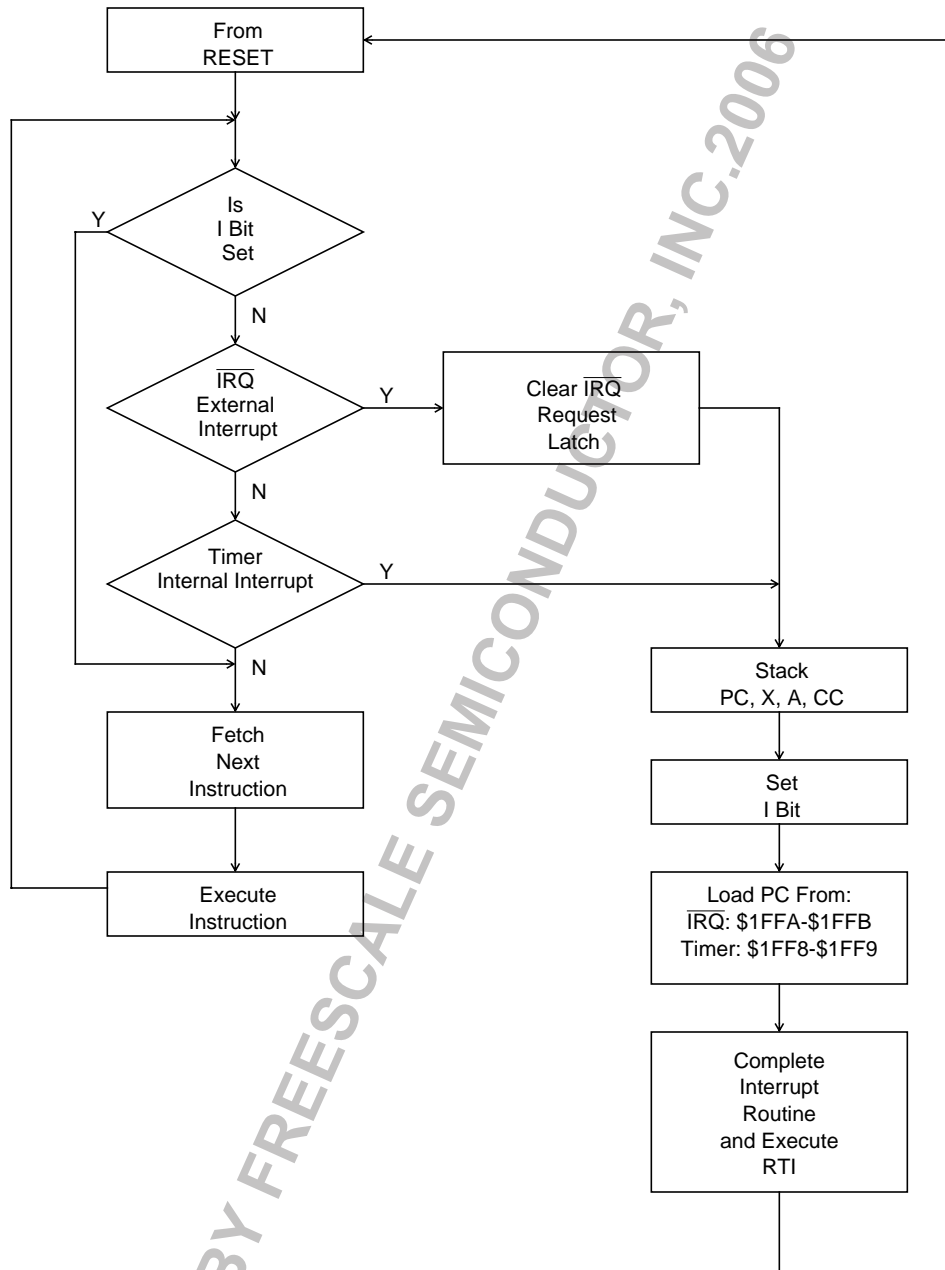 From
RESET
Is
I Bit
Set
Y
N
IRQ
External
Interrupt
Y
Clear IRQ
Request
Latch
N
Timer
Internal Interrupt
Y
N
Fetch
Next
Instruction
Execute
Instruction
Stack
PC, X, A, CC
Set
I Bit
Load PC From:
IRQ: $1FFA-$1FFB
Timer: $1FF8-$1FF9
Complete
Interrupt
Routine
and Execute
RTI
BY FREESCALE SEMICONDUCTOR, INC.2006